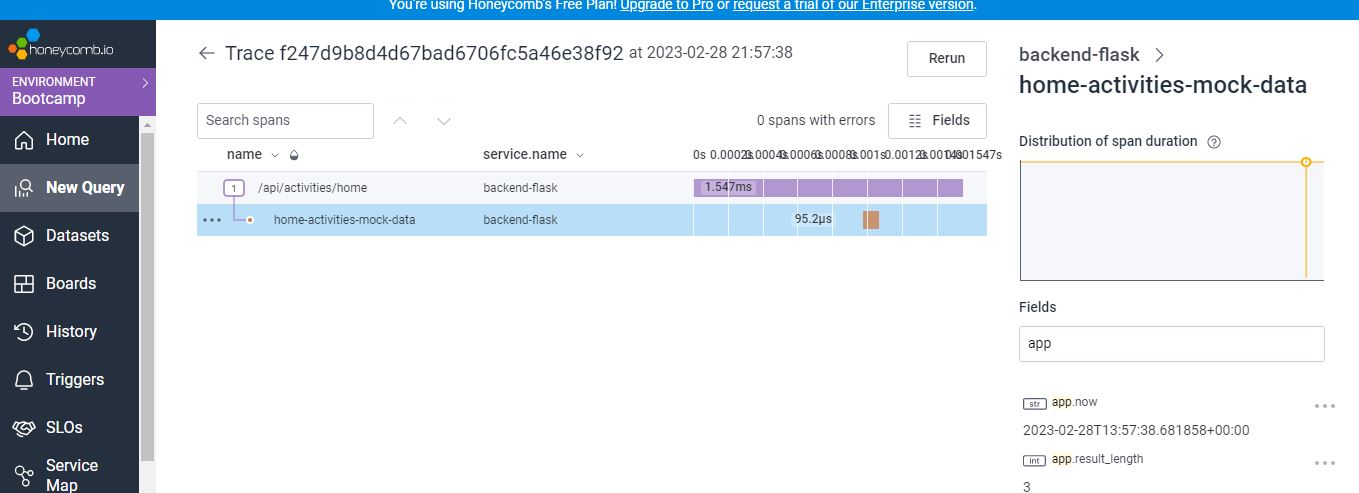 You're using Honeycomb's Free Plan! Upgrade to Pro or request a trial of our Enterprise version.
honeycomb.io
ENVIRONMENT
Bootcamp
Home
New Query
Datasets
Boards
History
Triggers
SLOs
Service
Map
Trace f247d9b8d4d67bad6706fc5a46e38f92 at 2023-02-28 21:57:38
Rerun
Search spans
0 spans with errors
Fields
name service.name 0s 0.0002s 0.0004s 0.0006s 0.0008s 0.001s 0.0012s 0.0014s 0.001547s
1 /api/activities/home backend-flask 1.547ms
home-activities-mock-data backend-flask 95.2μs
backend-flask
home-activities-mock-data
Distribution of span duration
Fields
app
str app.now
2023-02-28T13:57:38.681858+00:00
int app.result_length
3